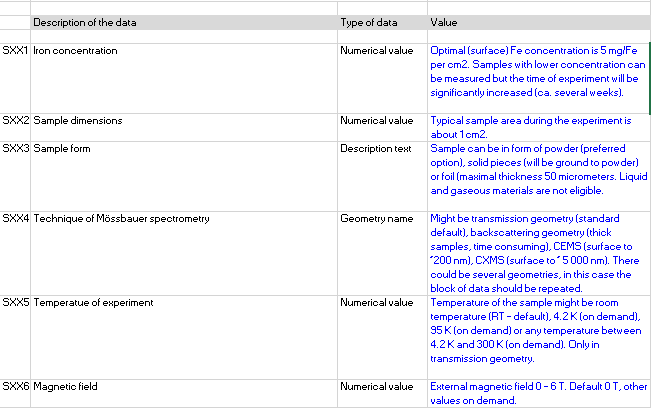 Description of the data Type of data Value
SXX1 Iron concentration Numerical value Optimal (surface) Fe concentration is 5 mg/Fe
per cm2. Samples with lower concentration can
be measured but the time of experiment will be
significantly increased (ca. several weeks).
SXX2 Sample dimensions Numerical value Typical sample area during the experiment is
about 1 cm2.
SXX3 Sample form Description text Sample can be in form of powder (preferred
option), solid pieces (will be ground to powder)
or foil (maximal thickness 50 micrometers. Liquid
and gaseous materials are not eligible.
SXX4 Technique of Mössbauer spectrometry Geometry name Might be transmission geometry (standard
default), backscattering geometry (thick
samples, time consuming), CEMS (surface to
~200 nm), CXMS (surface to ~ 5 000 nm). There
could be several geometries, in this case the
block of data should be repeated.
SXX5 Temperatue of experiment Numerical value Temperature of the sample might be room
temperature (RT - default), 4.2 K (on demand),
95 K (on demand) or any temperature between
4.2 K and 300 K (on demand). Only in
transmission geometry.
SXX6 Magnetic field Numerical value External magnetic field 0 - 6 T. Default 0 T, other
values on demand.